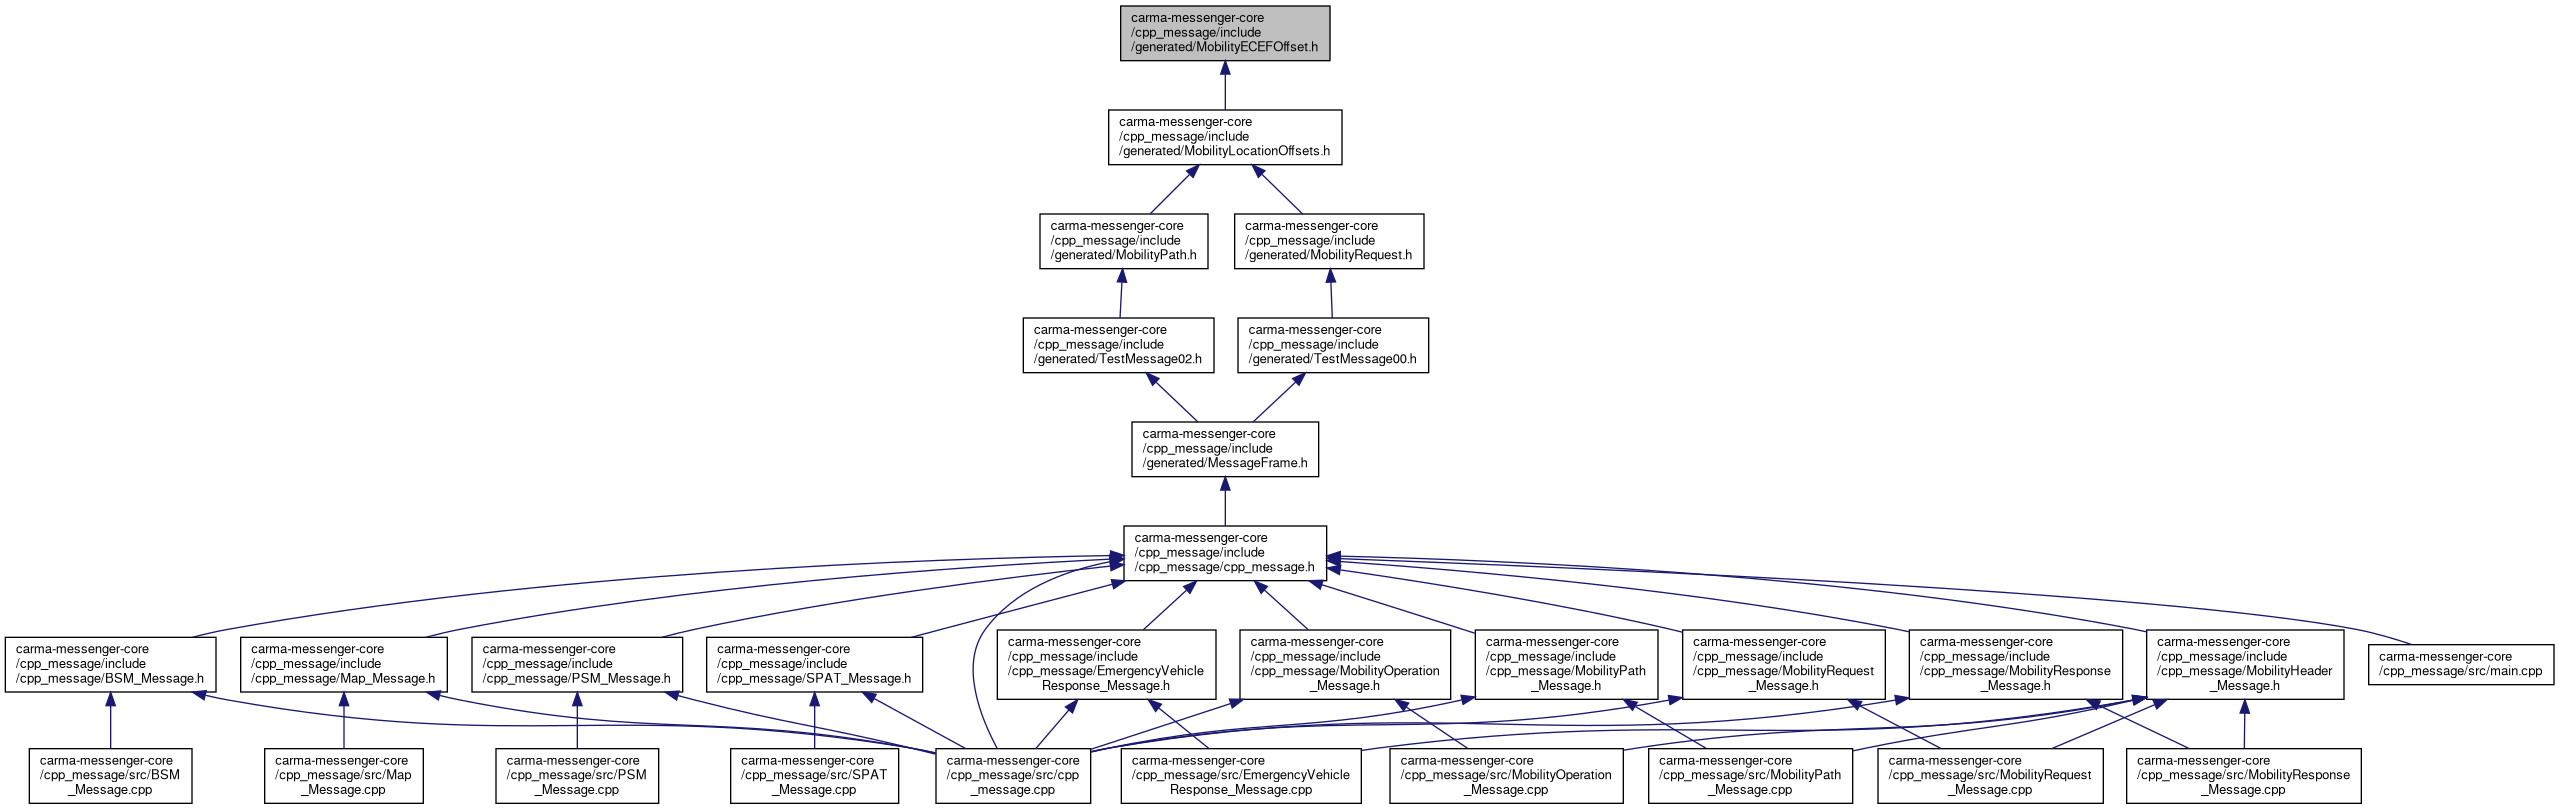 carma-messenger-core
/cpp_message/include
/generated/MobilityECEFOffset.h
carma-messenger-core
/cpp_message/include
/generated/MobilityLocationOffsets.h
carma-messenger-core
/cpp_message/include
/generated/MobilityPath.h
carma-messenger-core
/cpp_message/include
/generated/MobilityRequest.h
carma-messenger-core
/cpp_message/include
/generated/TestMessage02.h
carma-messenger-core
/cpp_message/include
/generated/TestMessage00.h
carma-messenger-core
/cpp_message/include
/generated/MessageFrame.h
carma-messenger-core
/cpp_message/include
/cpp_message/cpp_message.h
carma-messenger-core
/cpp_message/include
/cpp_message/BSM_Message.h
carma-messenger-core
/cpp_message/include
/cpp_message/Map_Message.h
carma-messenger-core
/cpp_message/include
/cpp_message/PSM_Message.h
carma-messenger-core
/cpp_message/include
/cpp_message/SPAT_Message.h
carma-messenger-core
/cpp_message/include
/cpp_message/EmergencyVehicle
Response_Message.h
carma-messenger-core
/cpp_message/include
/cpp_message/MobilityOperation
_Message.h
carma-messenger-core
/cpp_message/include
/cpp_message/MobilityPath
_Message.h
carma-messenger-core
/cpp_message/include
/cpp_message/MobilityRequest
_Message.h
carma-messenger-core
/cpp_message/include
/cpp_message/MobilityResponse
_Message.h
carma-messenger-core
/cpp_message/include
/cpp_message/MobilityHeader
_Message.h
carma-messenger-core
/cpp_message/src/main.cpp
carma-messenger-core
/cpp_message/src/BSM
_Message.cpp
carma-messenger-core
/cpp_message/src/Map
_Message.cpp
carma-messenger-core
/cpp_message/src/PSM
_Message.cpp
carma-messenger-core
/cpp_message/src/SPAT
_Message.cpp
carma-messenger-core
/cpp_message/src/cpp
_message.cpp
carma-messenger-core
/cpp_message/src/EmergencyVehicle
Response_Message.cpp
carma-messenger-core
/cpp_message/src/MobilityOperation
_Message.cpp
carma-messenger-core
/cpp_message/src/MobilityPath
_Message.cpp
carma-messenger-core
/cpp_message/src/MobilityRequest
_Message.cpp
carma-messenger-core
/cpp_message/src/MobilityResponse
_Message.cpp